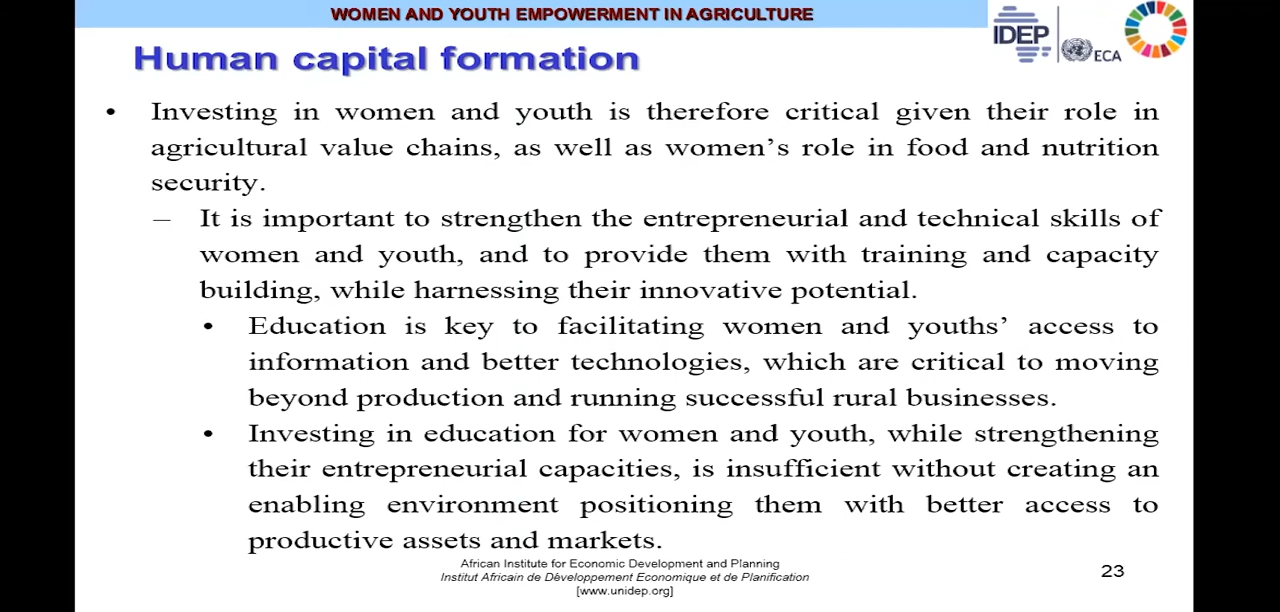 WOMEN AND YOUTH EMPOWERMENT IN AGRICULTURE
IDEP
ECA
Human capital formation
• Investing in women and youth is therefore critical given their role in
agricultural value chains, as well as women’s role in food and nutrition
security.
– It is important to strengthen the entrepreneurial and technical skills of
women and youth, and to provide them with training and capacity
building, while harnessing their innovative potential.
• Education is key to facilitating women and youths’ access to
information and better technologies, which are critical to moving
beyond production and running successful rural businesses.
• Investing in education for women and youth, while strengthening
their entrepreneurial capacities, is insufficient without creating an
enabling environment positioning them with better access to
productive assets and markets.
African Institute for Economic Development and Planning
Institut Africain de Développement Economique et de Planification
[www.unidep.org]
23